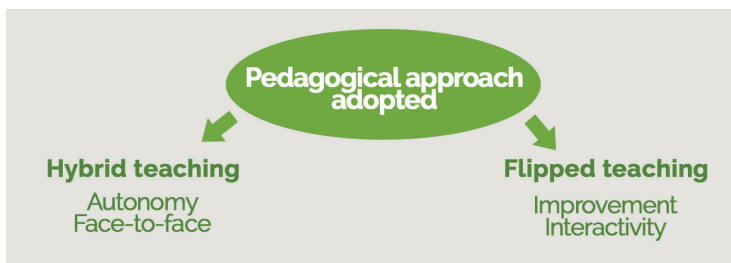 Pedagogical approach
adopted
Hybrid teaching
Autonomy
Face-to-face
Flipped teaching
Improvement
Interactivity